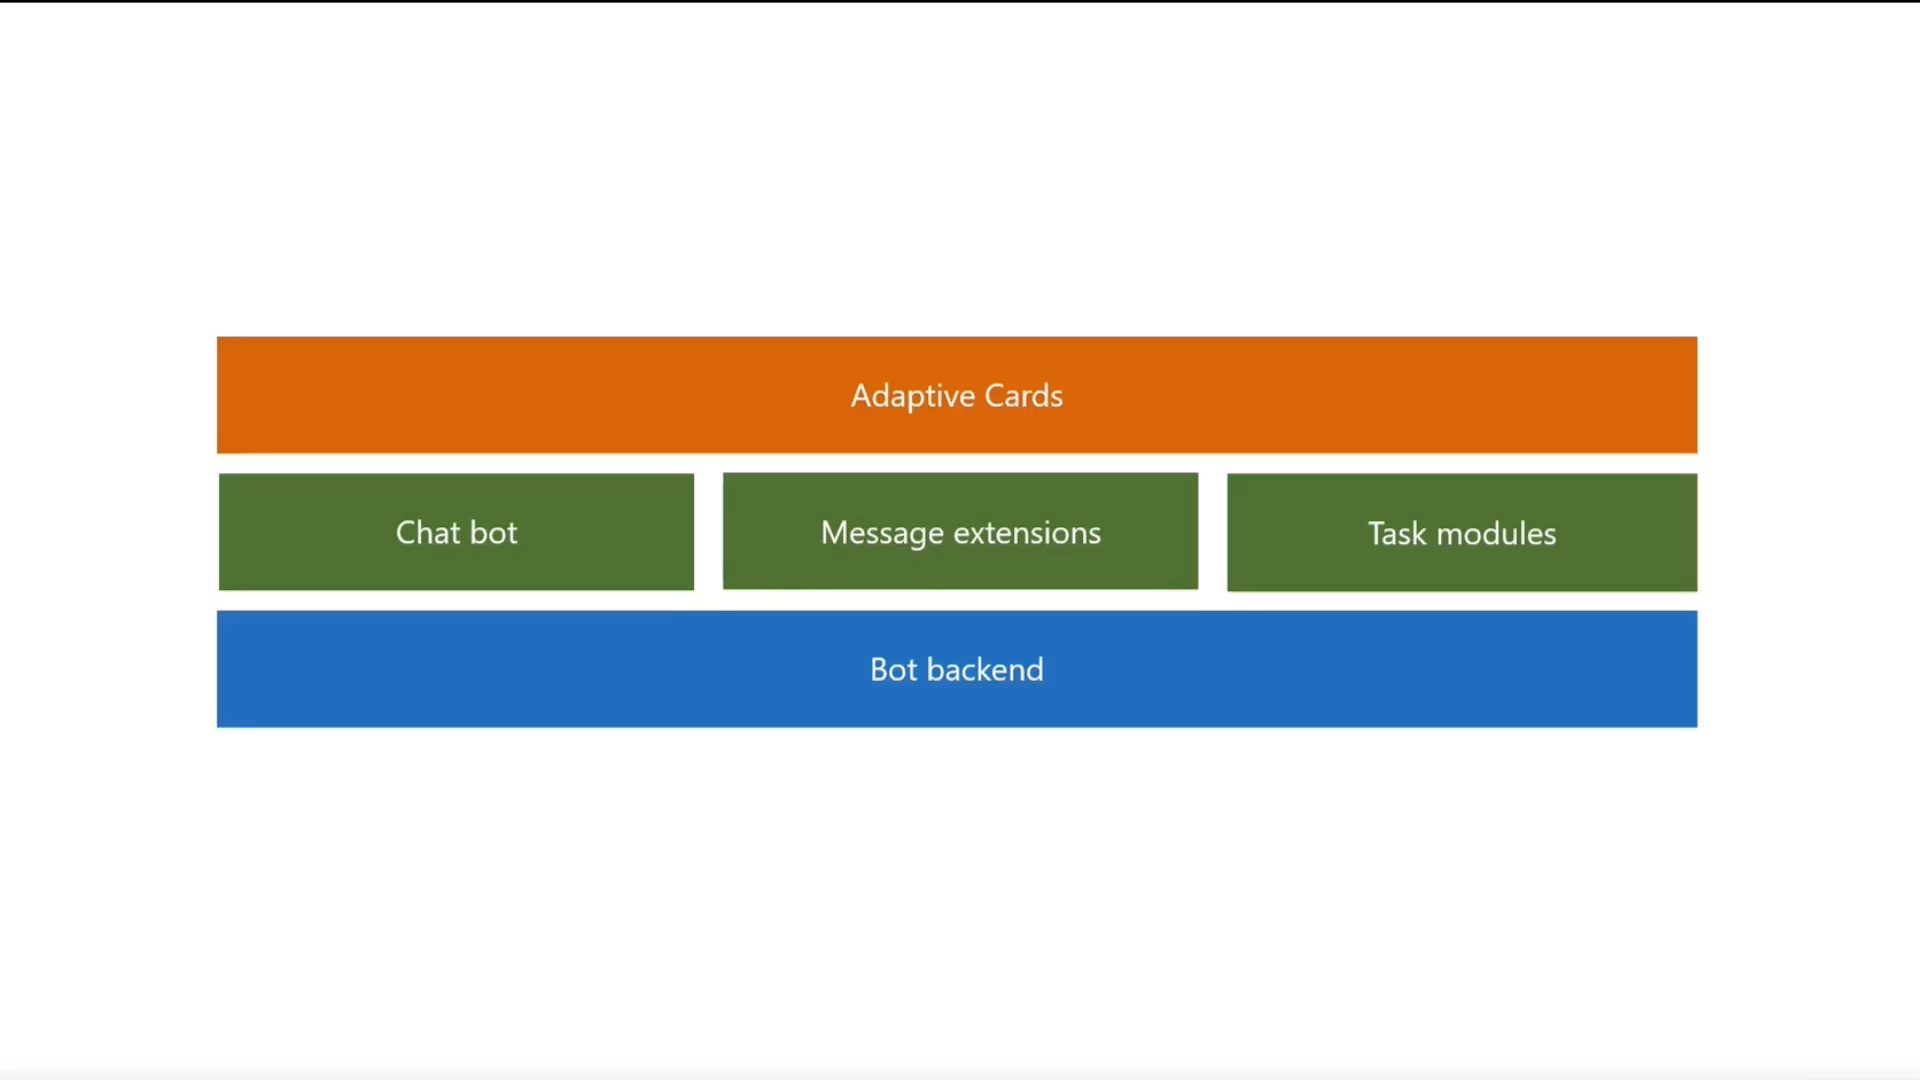 Adaptive Cards
Chat bot
Message extensions
Task modules
Bot backend